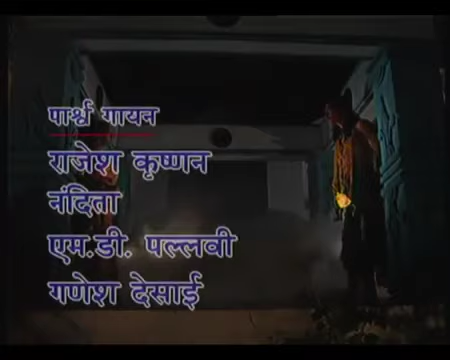 पार्श्व गायन
राजेश कृष्णन
नंदिता
एम.डी. पल्लवी
गणेश देसाई